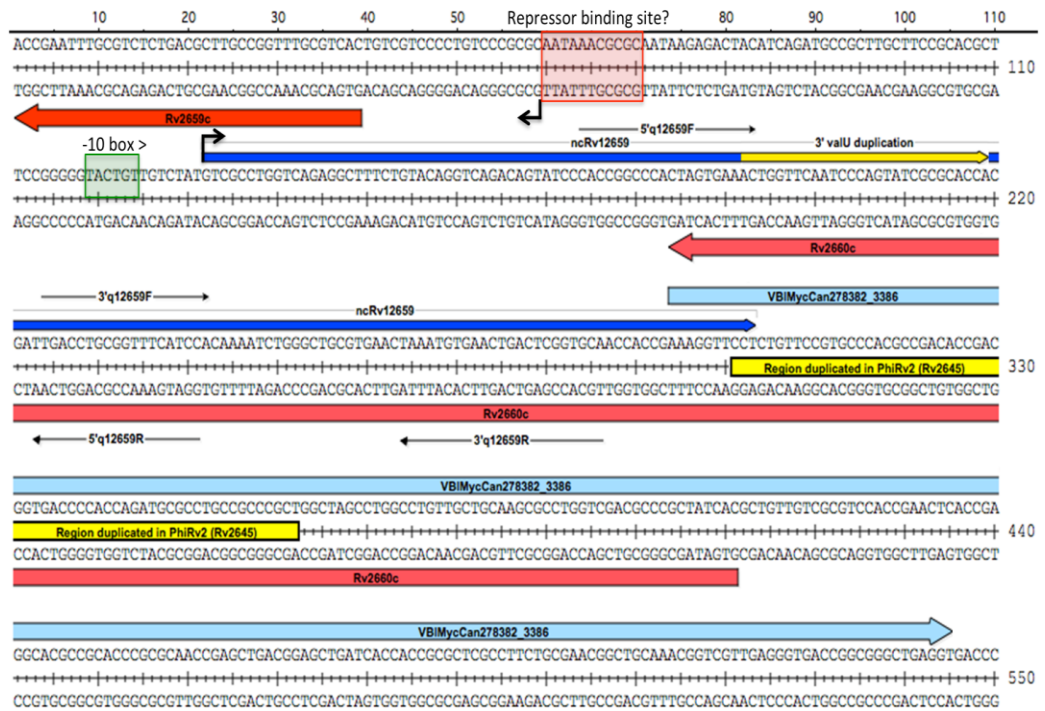 Repressor binding site?
10 20 30 40 50 60 70 80 90 100 110
ACCGAATTTGCGTCTCTGACGCTTGCCGGTTTGCGTCACTGTCGTCCCCTGTCCCGCGCAATAAACGCGCAATAAGAGACTACATCAGATGCCGCTTGCTTCCGCACGCT
110
TGGCTTAAACGCAGAGACTGCGAACGGCCAAACGCAGTGACAGCAGGGGACAGGGCGCGTTATTTGCGCGTTATTCTCTGATGTAGTCTACGGCGAACGAAGGCGTGCGA
Rv2659c
5'q12659F
-10 box >
ncRv12659
3' valU duplication
TCCGGGGGTACTGTTGTCTATGTCGCCTGGTCAGAGGCTTTCTGTACAGGTCAGACAGTATCCCACCGGCCCACTAGTGAAACTGGTTCAATCCCAGTATCGCGCACCAC
220
AGGCCCCCATGACAACAGATACAGCGGACCAGTCTCCGAAAGACATGTCCAGTCTGTCATAGGGTGGCCGGGTGATCACTTTGACCAAGTTAGGGTCATAGCGCGTGGTG
Rv2660c
3'q12659F
VBIMycCan278382_3386
ncRv12659
GATTGACCTGCGGTTTCATCCACAAAATCTGGGCTGCGTGAACTAAATGTGAACTGACTCGGTGCAACCACCGAAAGGTTCCTCTGTTCCGTGCCCACGCCGACACCGAC
Region duplicated in PhiRv2 (Rv2645)
330
CTAACTGGACGCCAAAGTAGGTGTTTTAGACCCGACGCACTTGATTTACACTTGACTGAGCCACGTTGGTGGCTTTCCAAGGAGACAAGGCACGGGTGCGGCTGTGGCTG
Rv2660c
5'q12659R
3'q12659R
VBIMycCan278382_3386
GGTGACCCCACCAGATGCGCCTGCCGCCCGCTGGCTAGCCTGGCCTGTTGCTGCAAGCGCCTGGTCGACGCCCGCTATCACGCTGTTGTCGCGTCCACCGAACTCACCGA
Region duplicated in PhiRv2 (Rv2645)
440
CCACTGGGGTGGTCTACGCGGACGGCGGGCGACCGATCGGACCGGACAACGACGTTCGCGGACCAGCTGCGGGCGATAGTGCGACAACAGCGCAGGTGGCTTGAGTGGCT
Rv2660c
VBIMycCan278382_3386
GGCACGCCGCACCCGCGCAACCGAGCTGACGGAGCTGATCACCACCGCGCTCGCCTTCTGCGAACGGCTGCAAACGGTCGTTGAGGGTGACCGGCGGGCTGAGGTGACCC
550
CCGTGCGGCGTGGGCGCGTTGGCTCGACTGCCTCGACTAGTGGTGGCGCGAGCGGAAGACGCTTGCCGACGTTTGCCAGCAACTCCCACTGGCCGCCCGACTCCACTGGG